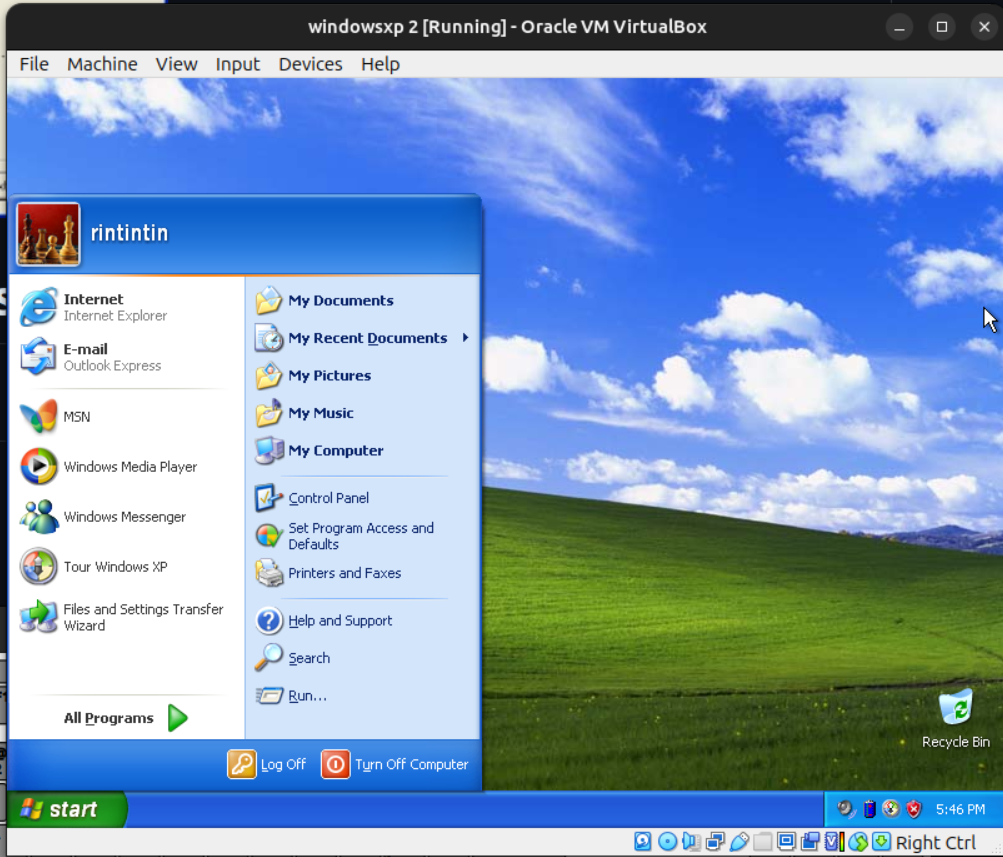 windowsxp 2 [Running] - Oracle VM VirtualBox
File Machine View Input Devices Help
rintintin
Internet
Internet Explorer
E-mail
Outlook Express
MSN
Windows Media Player
Windows Messenger
Tour Windows XP
Files and Settings Transfer
Wizard
All Programs
My Documents
My Recent Documents
My Pictures
My Music
My Computer
Control Panel
Set Program Access and
Defaults
Printers and Faxes
Help and Support
Search
Run...
Log Off
Turn Off Computer
Recycle Bin
start
5:46 PM
Right Ctrl